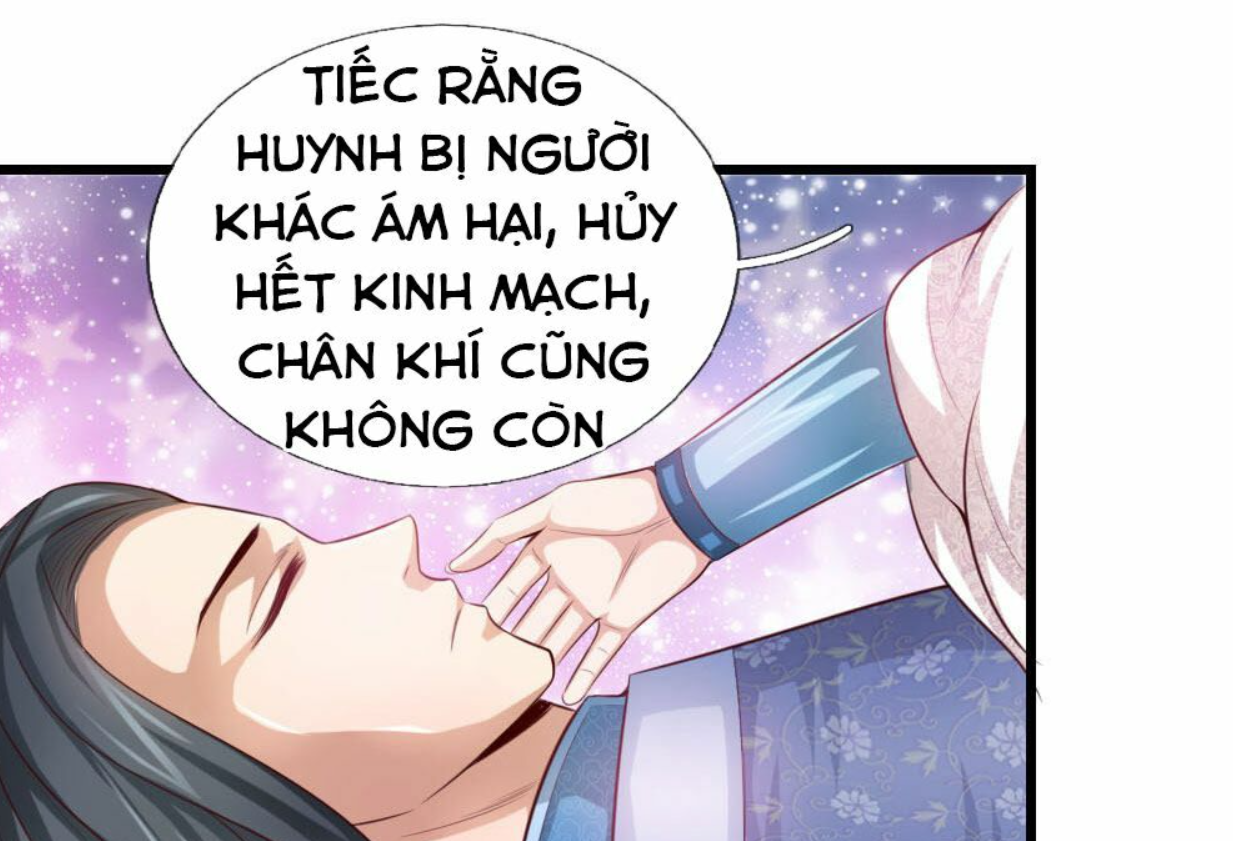 TIẾC RẰNG
HUYNH BỊ NGƯỜI
KHÁC ÁM HẠI, HỦY
HẾT KINH MẠCH,
CHÂN KHÍ CŨNG
KHÔNG CÒN